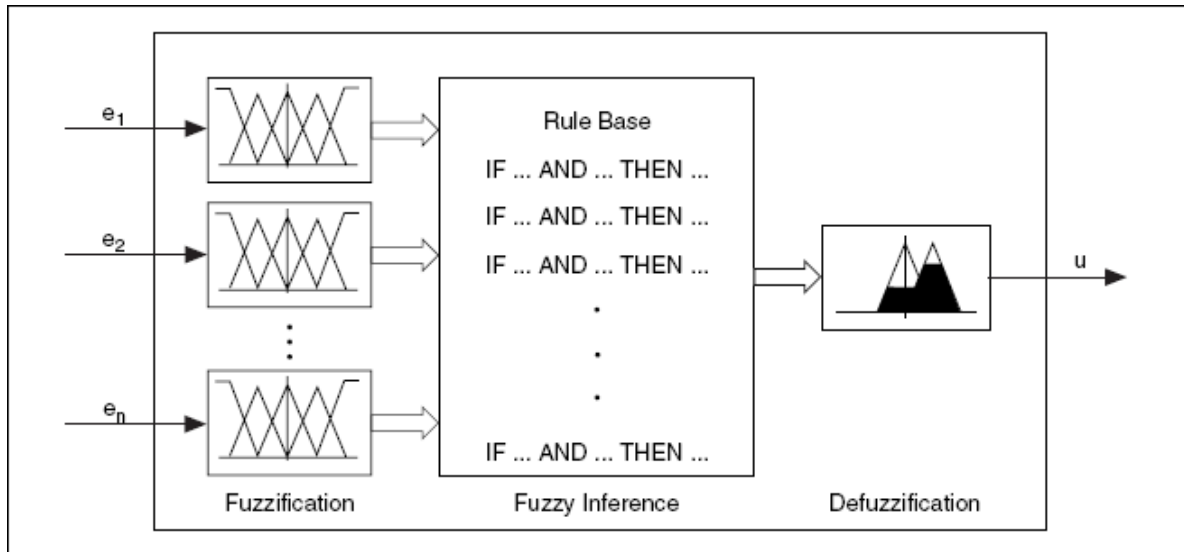 e1
e2
en
Rule Base
IF ... AND ... THEN ...
IF ... AND ... THEN ...
IF ... AND ... THEN ...
IF ... AND ... THEN ...
u
Fuzzification
Fuzzy Inference
Defuzzification